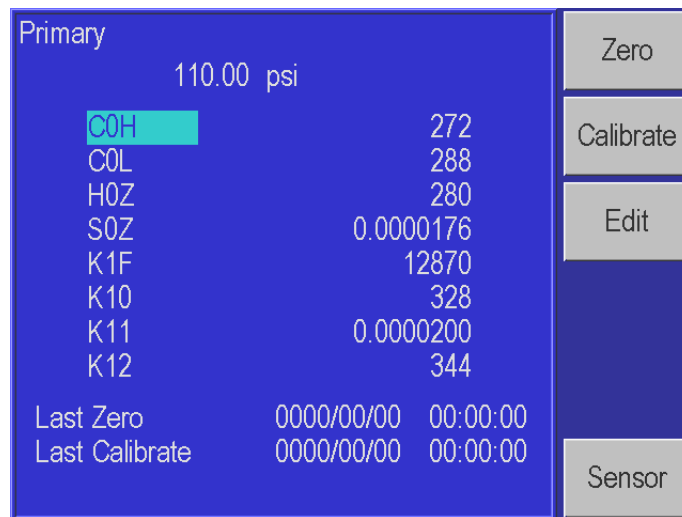 Primary
110.00 psi
C0H 272
C0L 288
H0Z 280
S0Z 0.0000176
K1F 12870
K10 328
K11 0.0000200
K12 344
Last Zero 0000/00/00 00:00:00
Last Calibrate 0000/00/00 00:00:00
Zero
Calibrate
Edit
Sensor